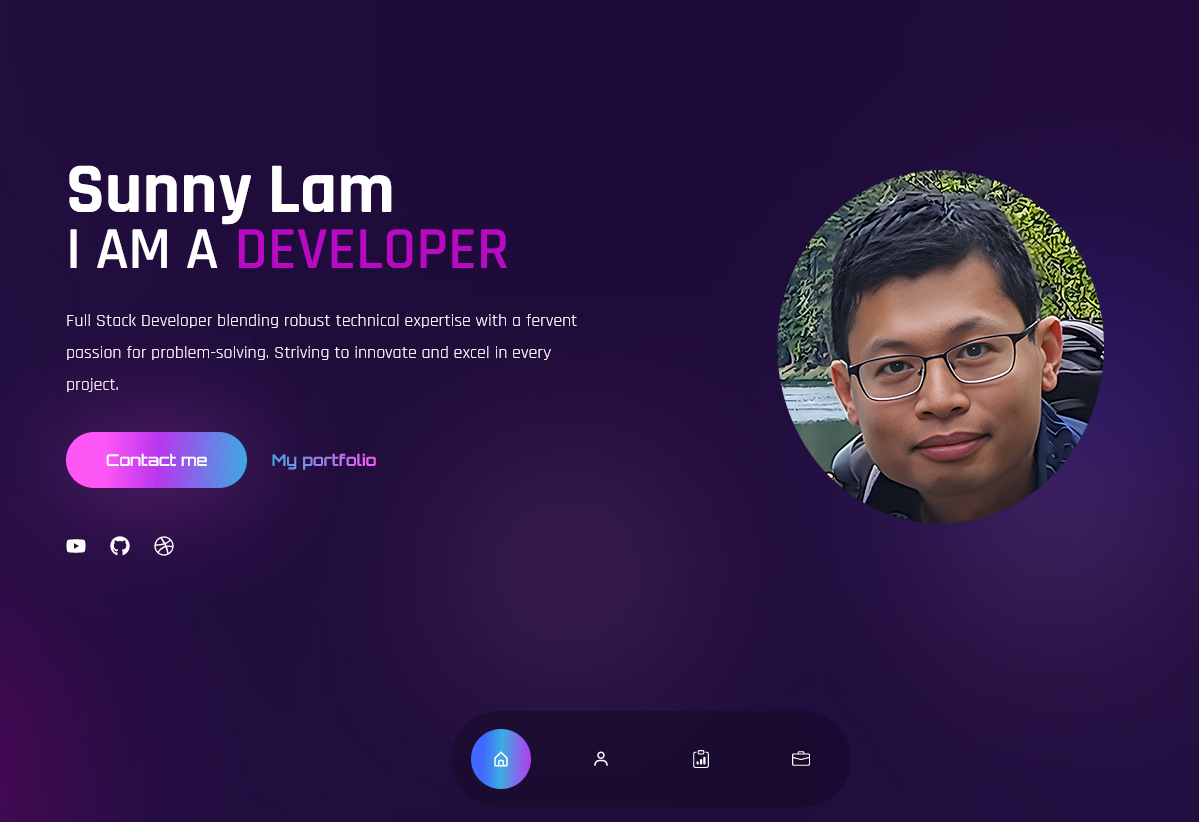 Sunny Lam
I AM A DEVELOPER
Full Stack Developer blending robust technical expertise with a fervent
passion for problem-solving. Striving to innovate and excel in every
project.
Contact me My portfolio